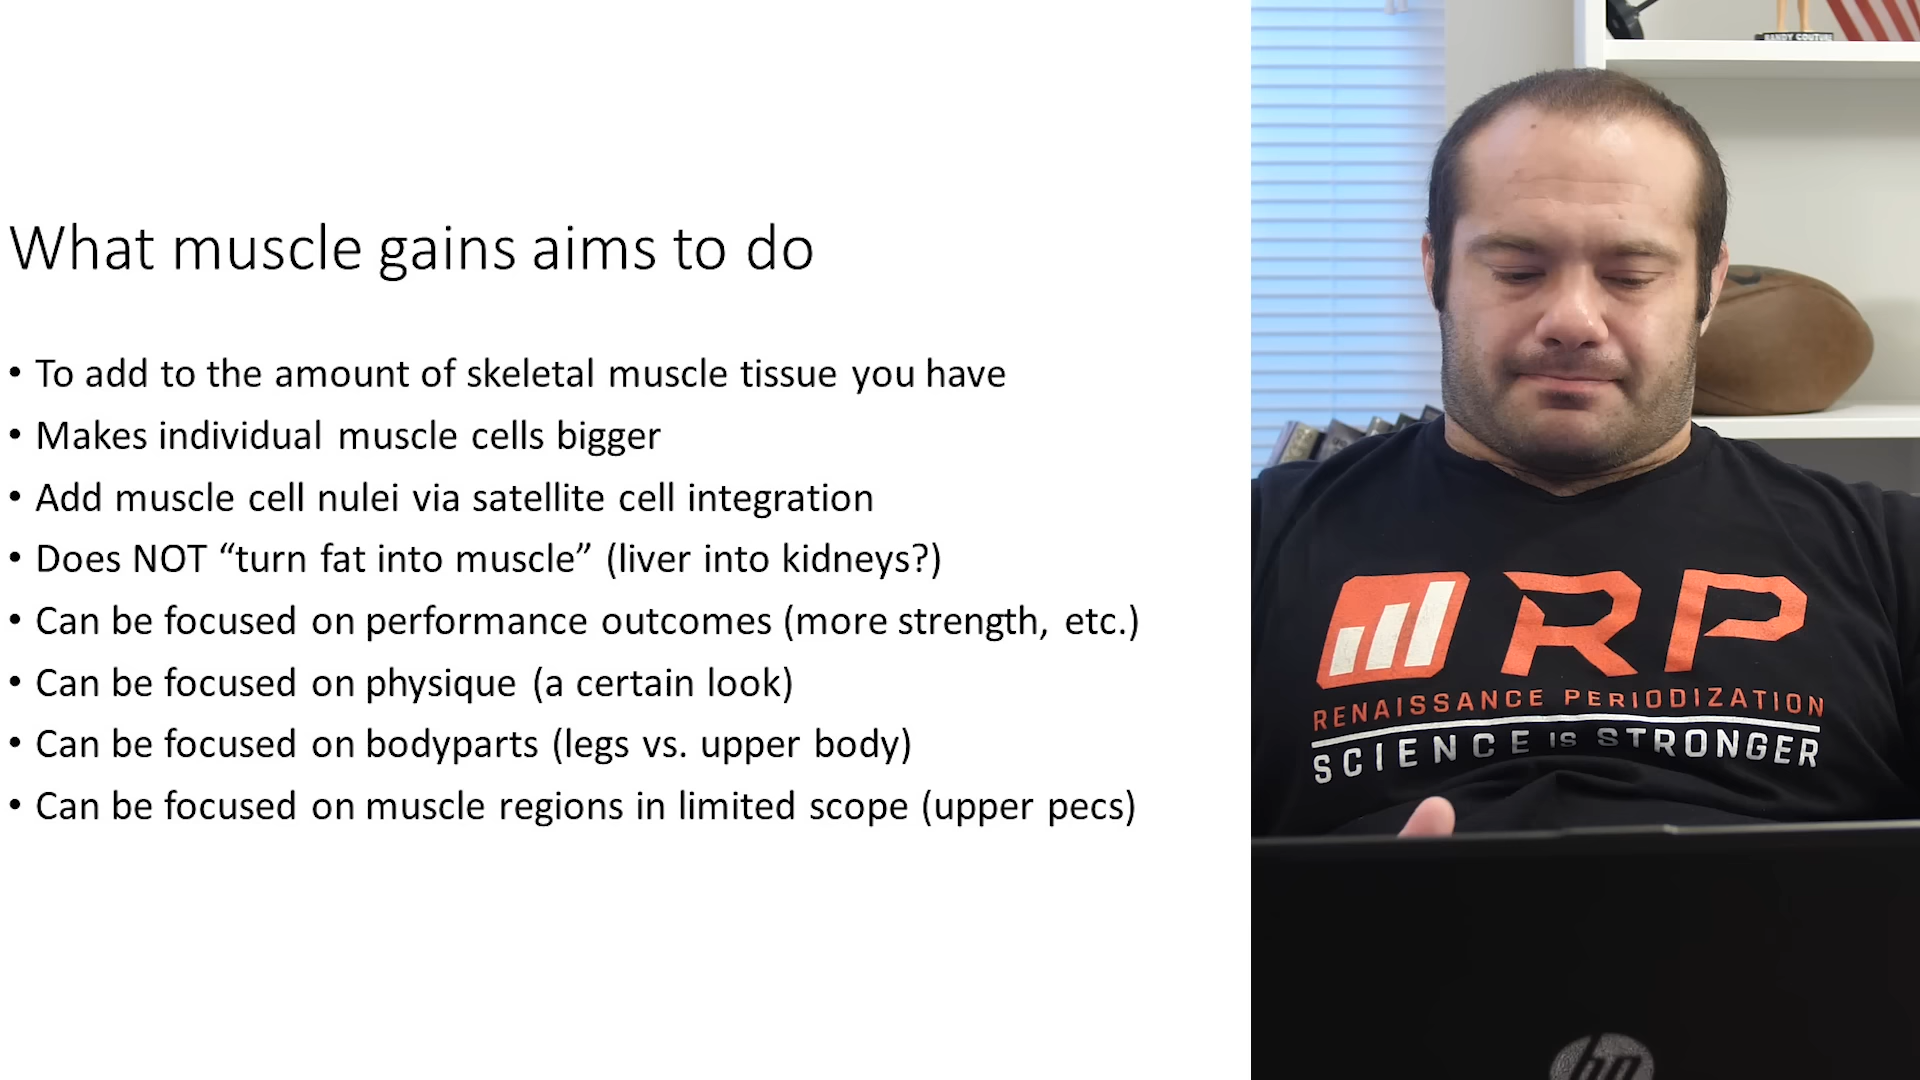 What muscle gains aims to do
• To add to the amount of skeletal muscle tissue you have
• Makes individual muscle cells bigger
• Add muscle cell nulei via satellite cell integration
• Does NOT “turn fat into muscle” (liver into kidneys?)
• Can be focused on performance outcomes (more strength, etc.)
• Can be focused on physique (a certain look)
• Can be focused on bodyparts (legs vs. upper body)
• Can be focused on muscle regions in limited scope (upper pecs)
RANDY COUTURE
RP
RENAISSANCE PERIODIZATION
SCIENCE IS STRONGER
hp